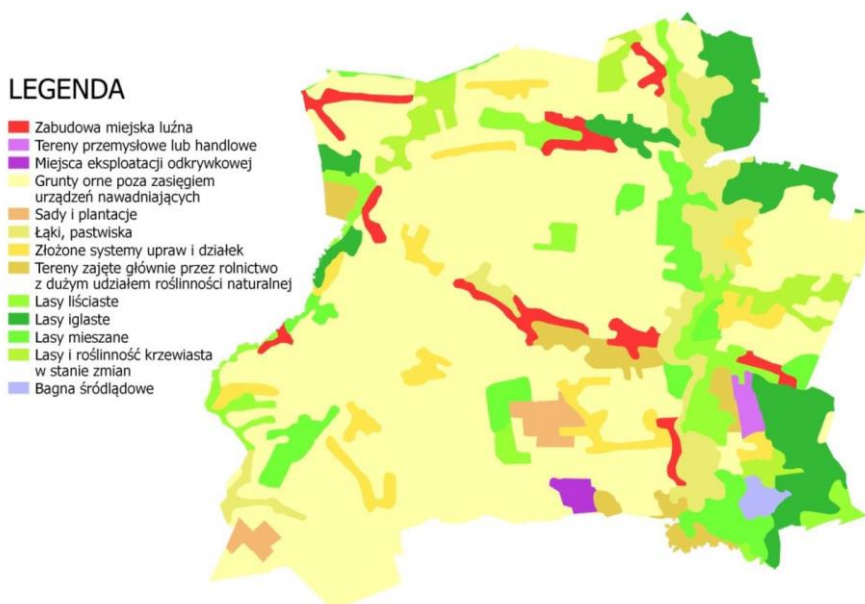 LEGENDA
Zabudowa miejska luźna
Tereny przemysłowe lub handlowe
Miejsca eksploatacji odkrywkowej
Grunty orne poza zasięgiem
urządzeń nawadniających
Sady i plantacje
Łąki, pastwiska
Złożone systemy upraw i działek
Tereny zajęte głównie przez rolnictwo
z dużym udziałem roślinności naturalnej
Lasy liściaste
Lasy iglaste
Lasy mieszane
Lasy i roślinność krzewiasta
w stanie zmian
Bagna śródlądowe